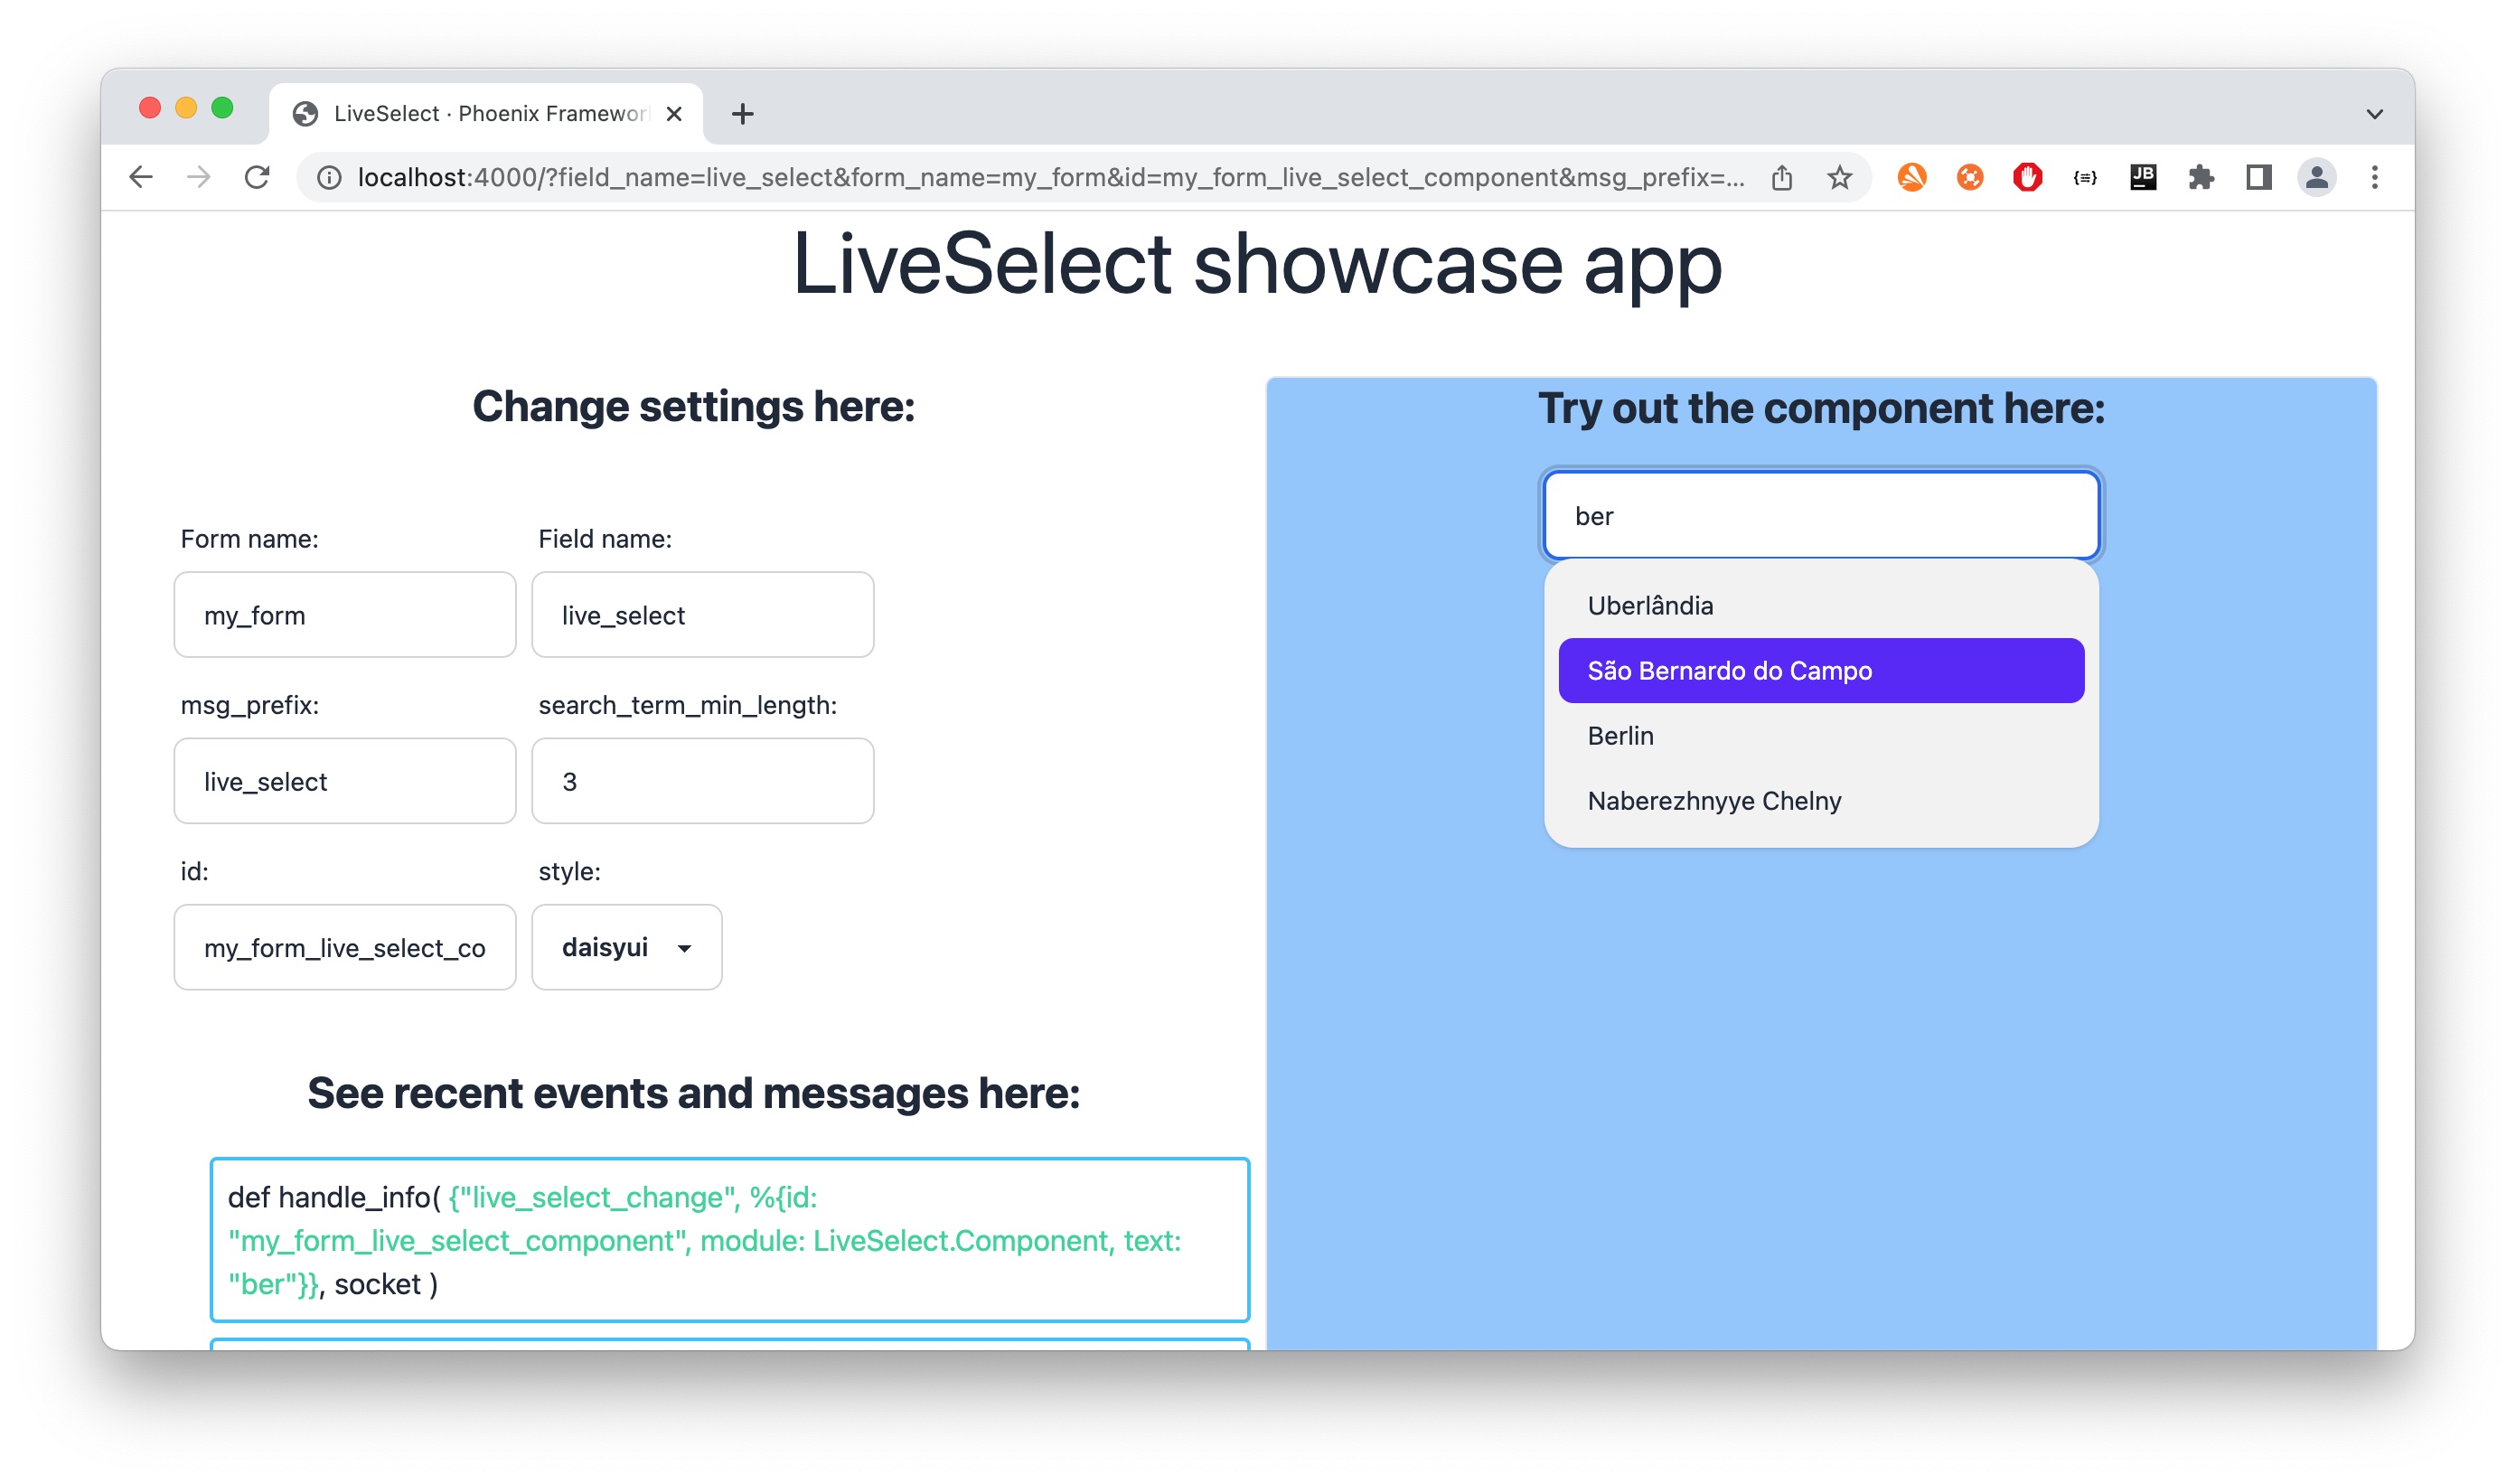 LiveSelect · Phoenix Framewor
localhost:4000/?field_name=live_select&form_name=my_form&id=my_form_live_select_component&msg_prefix=...
{≡}
JB
LiveSelect showcase app
Change settings here:
Form name:
Field name:
my_form
live_select
msg_prefix:
search_term_min_length:
live_select
3
id:
style:
my_form_live_select_co
daisyui
See recent events and messages here:
def handle_info( {"live_select_change", %{id:
"my_form_live_select_component", module: LiveSelect.Component, text:
"ber"}}, socket )
Try out the component here:
ber
Uberlândia
São Bernardo do Campo
Berlin
Naberezhnyye Chelny